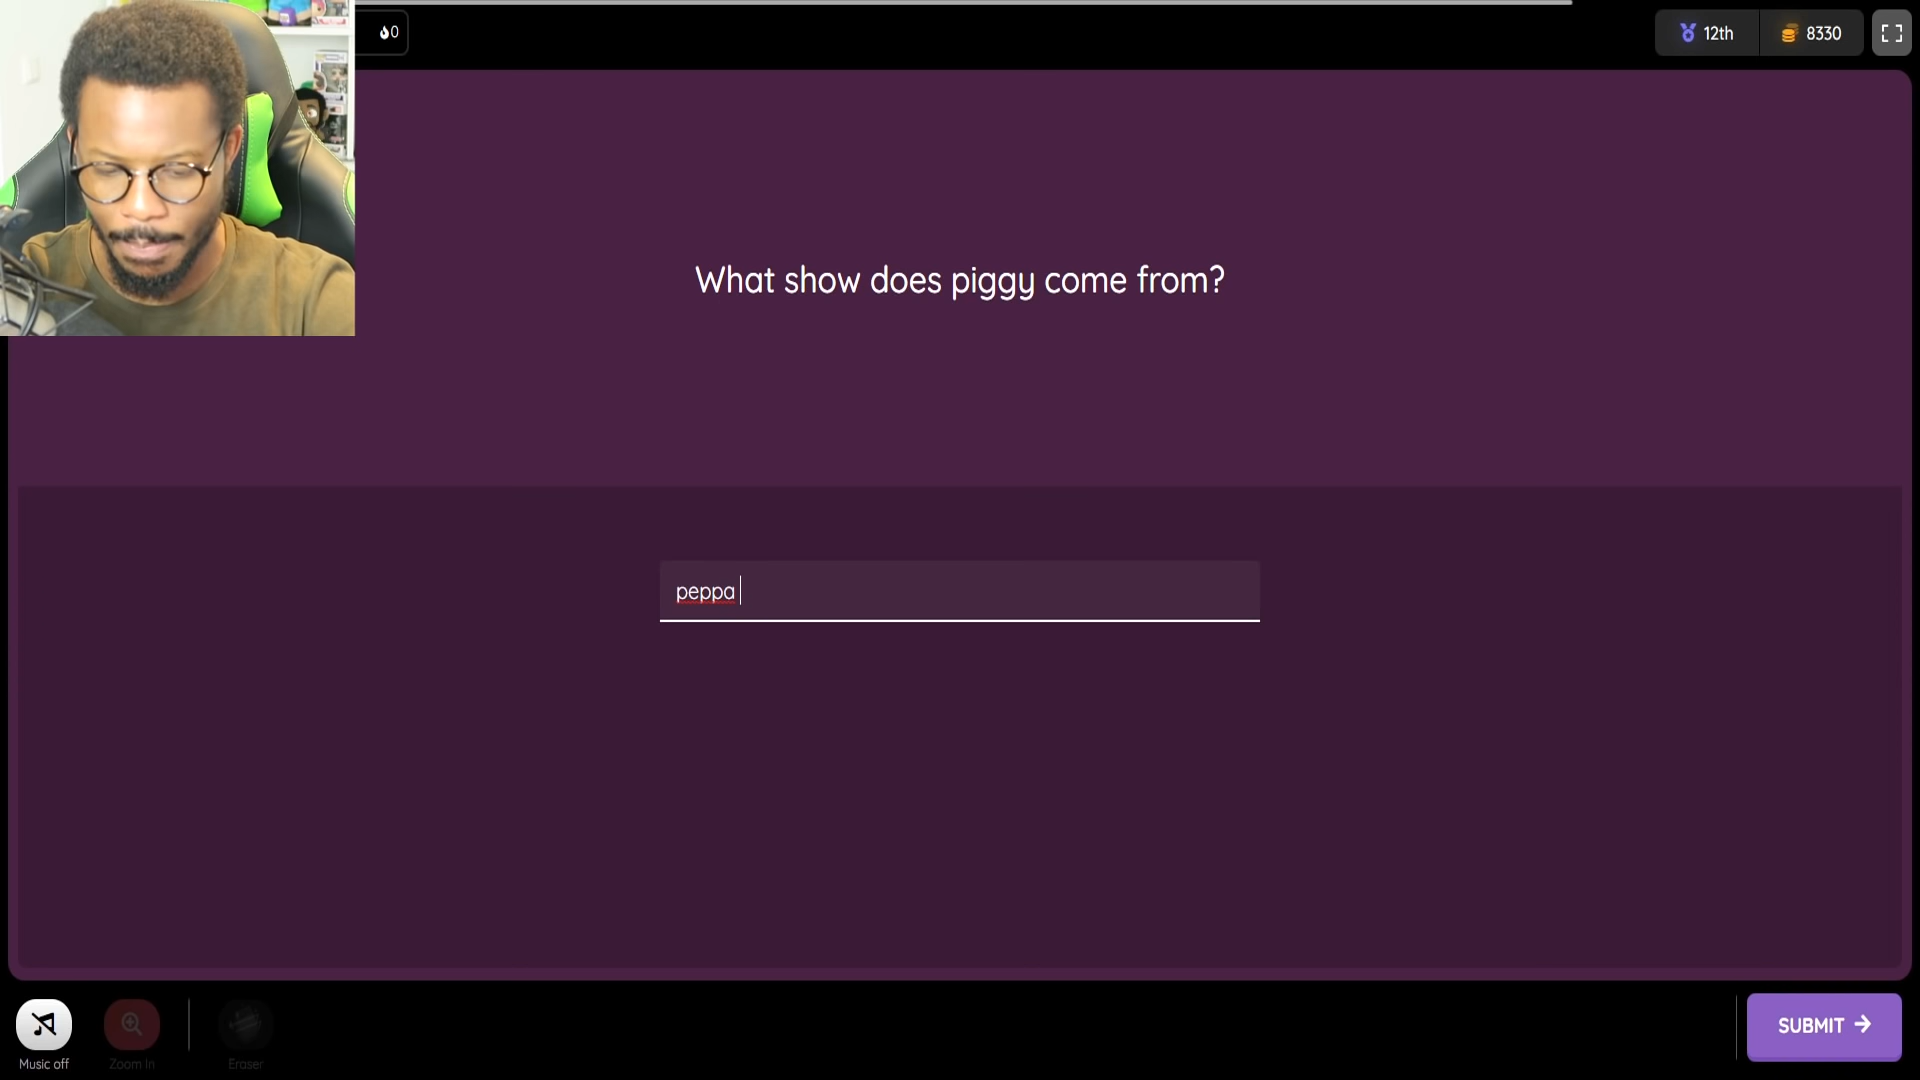 0
12th
8330
What show does piggy come from?
peppa
Music off
Zoom In
Eraser
SUBMIT